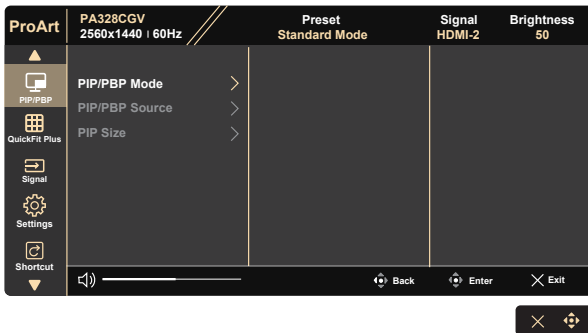 ProArt
PA328CGV
2560x1440 | 60Hz
Preset
Standard Mode
Signal
HDMI-2
Brightness
50
PIP/PBP
QuickFit Plus
Signal
Settings
Shortcut
PIP/PBP Mode
PIP/PBP Source
PIP Size
Back
Enter
Exit